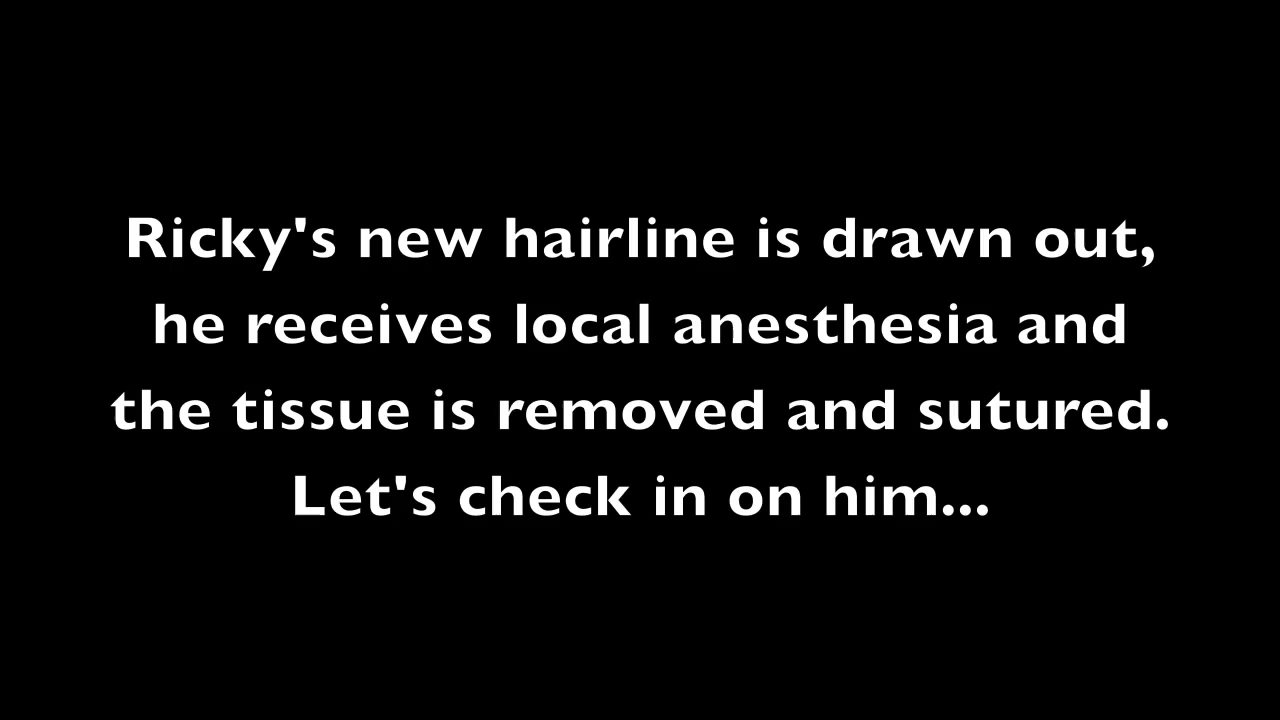 Ricky's new hairline is drawn out,
he receives local anesthesia and
the tissue is removed and sutured.
Let's check in on him...